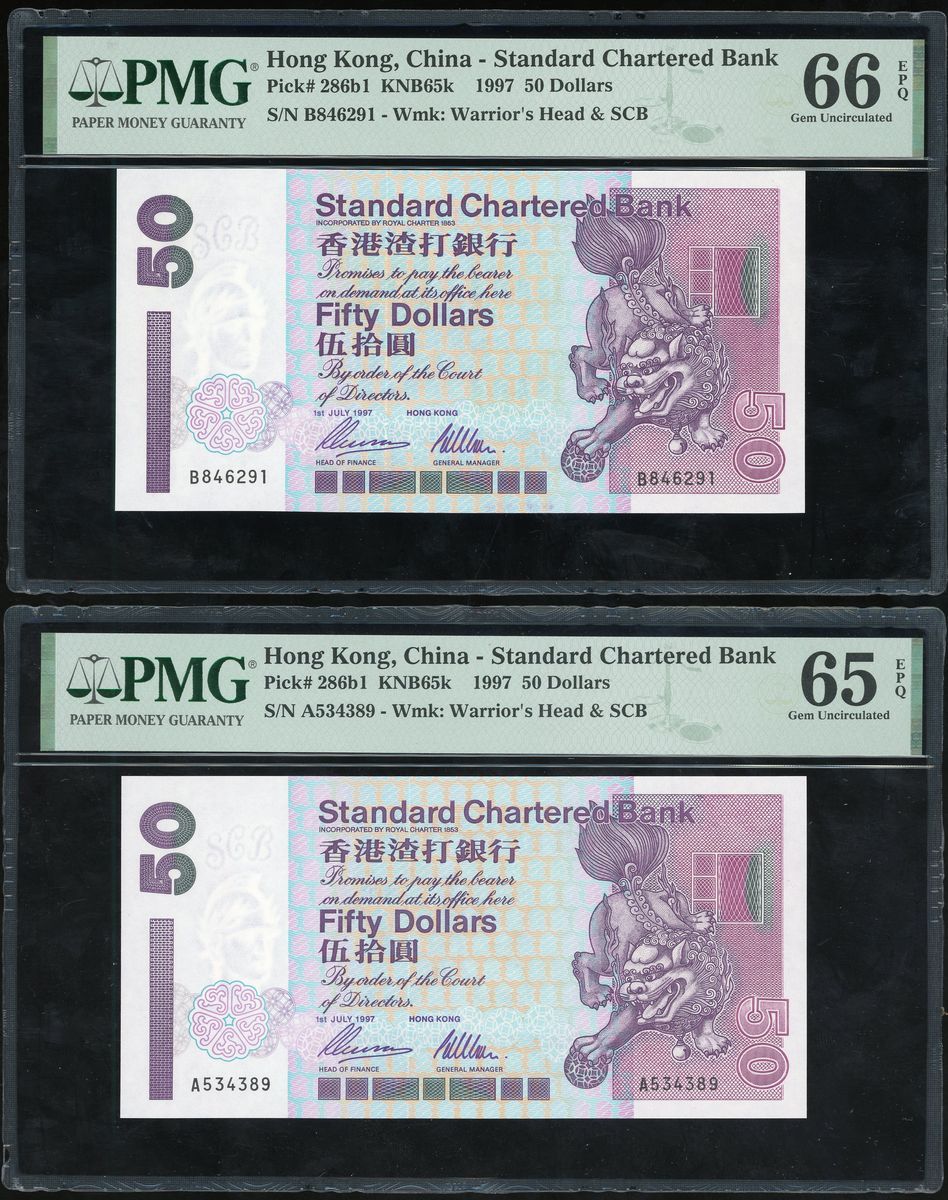 PMG®
PAPER MONEY GUARANTY
Hong Kong, China - Standard Chartered Bank
Pick# 286b1 KNB65k 1997 50 Dollars
S/N B846291 - Wmk: Warrior's Head & SCB
66 EPQ
Gem Uncirculated
50
SCB
Standard Chartered Bank
INCORPORATED BY ROYAL CHARTER 1853
香港渣打銀行
Promises to pay the bearer
on demand at its office here
Fifty Dollars
伍拾圓
By order of the Court
of Directors.
1st JULY 1997 HONG KONG
HEAD OF FINANCE GENERAL MANAGER
B846291 B846291
50
PMG®
PAPER MONEY GUARANTY
Hong Kong, China - Standard Chartered Bank
Pick# 286b1 KNB65k 1997 50 Dollars
S/N A534389 - Wmk: Warrior's Head & SCB
65 EPQ
Gem Uncirculated
50
SCB
Standard Chartered Bank
INCORPORATED BY ROYAL CHARTER 1853
香港渣打銀行
Promises to pay the bearer
on demand at its office here
Fifty Dollars
伍拾圓
By order of the Court
of Directors.
1st JULY 1997 HONG KONG
HEAD OF FINANCE GENERAL MANAGER
A534389 A534389
50